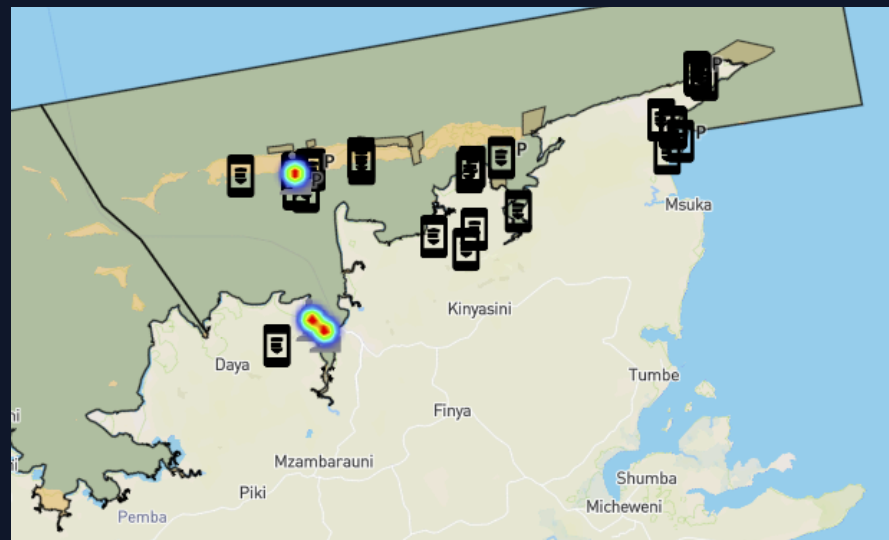 P
P
P
P
P
Msuka
Kinyasini
Daya
Tumbe
Finya
Mzambarauni
Shumba
Piki
Micheweni
Pemba